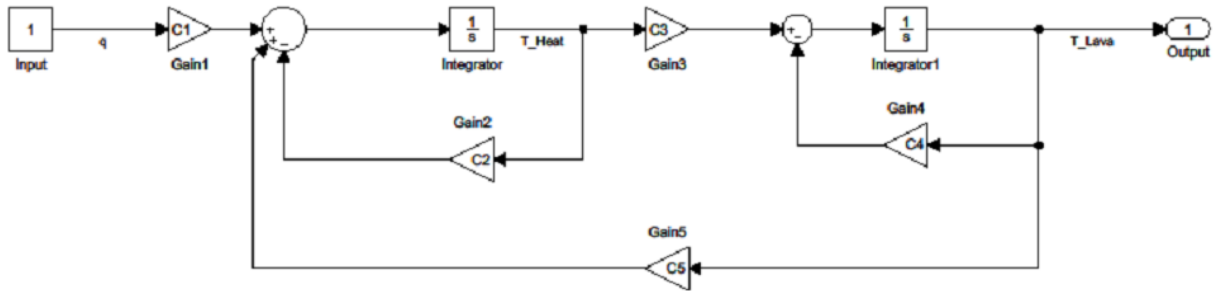 1
Input
q
C1
Gain1
+
+
−
1
s
Integrator
T_Heat
C3
Gain3
+
−
1
s
Integrator1
T_Lava
1
Output
Gain2
C2
Gain4
C4
Gain5
C5